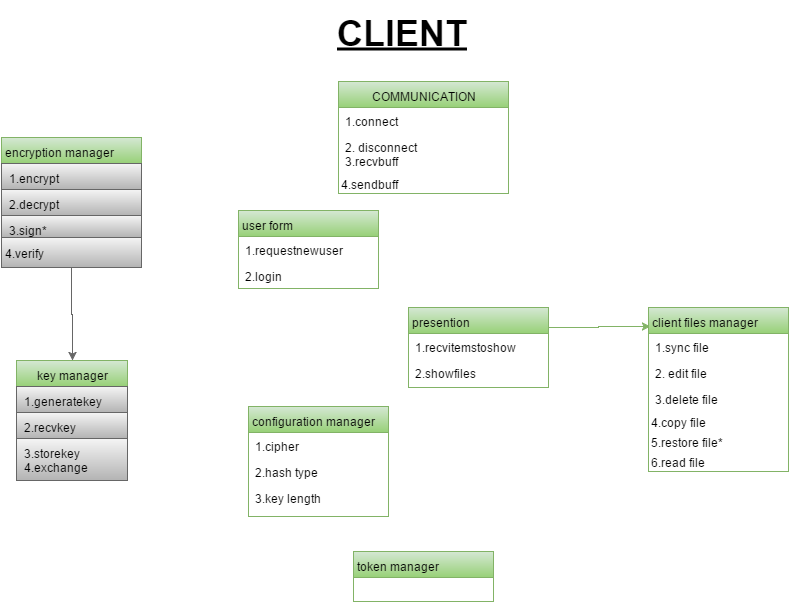 CLIENT
COMMUNICATION
1.connect
2. disconnect
3.recvbuff
4.sendbuff
encryption manager
1.encrypt
2.decrypt
3.sign*
4.verify
user form
1.requestnewuser
2.login
presention
1.recvitemstoshow
2.showfiles
client files manager
1.sync file
2. edit file
3.delete file
4.copy file
5.restore file*
6.read file
key manager
1.generatekey
2.recvkey
3.storekey
4.exchange
configuration manager
1.cipher
2.hash type
3.key length
token manager